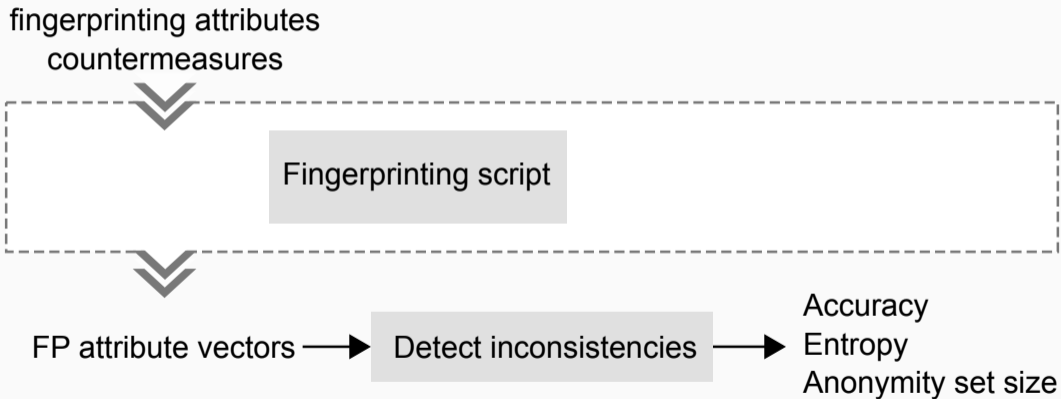 fingerprinting attributes
countermeasures
Fingerprinting script
FP attribute vectors
Detect inconsistencies
Accuracy
Entropy
Anonymity set size